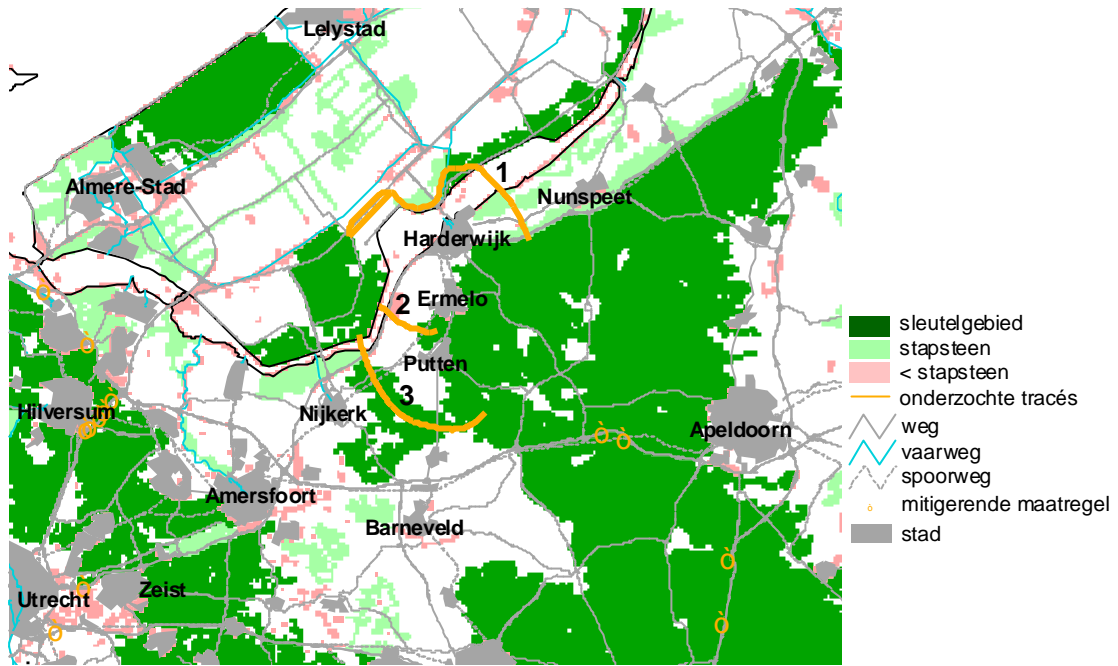 Lelystad
Almere-Stad
1
Nunspeet
Harderwijk
2
Ermelo
Putten
3
Nijkerk
Hilversum
Apeldoorn
Amersfoort
Barneveld
Zeist
Utrecht
sleutelgebied
stapsteen
< stapsteen
onderzochte tracés
weg
vaarweg
spoorweg
mitigerende maatregel
stad